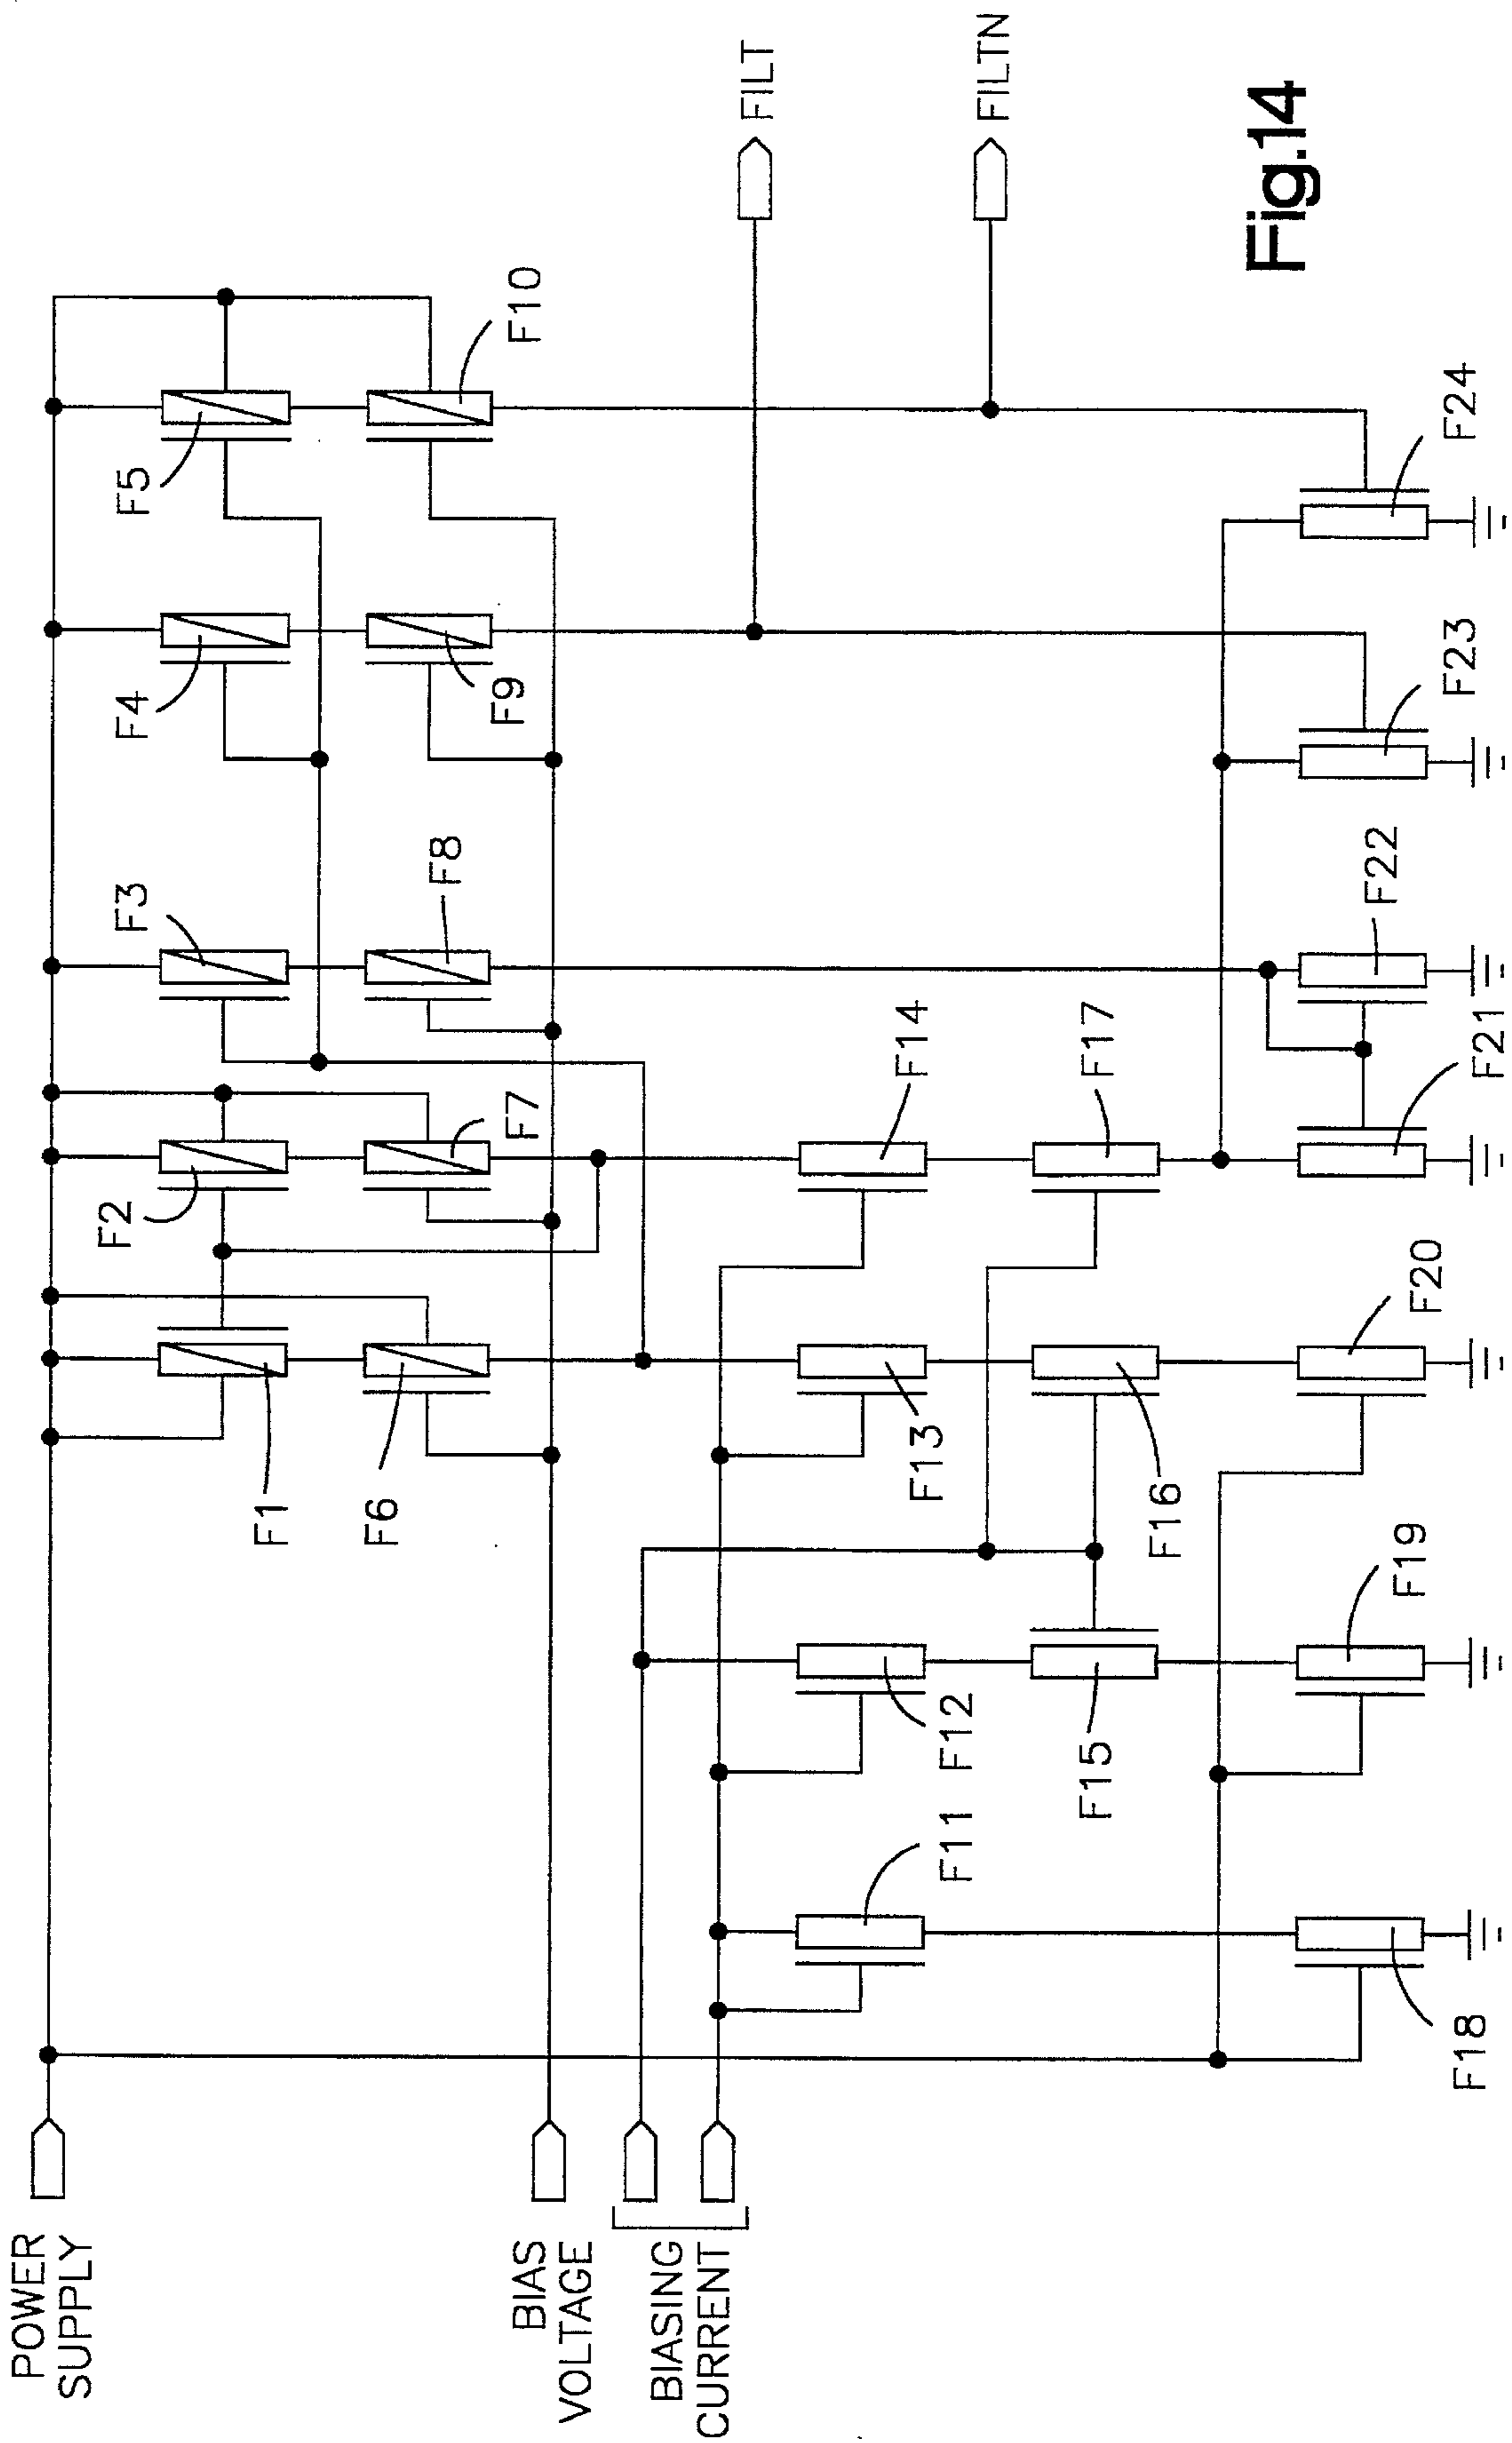 POWER
SUPPLY
BIAS
VOLTAGE
BIASING
CURRENT
F1
F2
F3
F4
F5
F6
F7
F8
F9
F10
F11
F12
F13
F14
F15
F16
F17
F18
F19
F20
F21
F22
F23
F24
FILT
FILTN
Fig.14